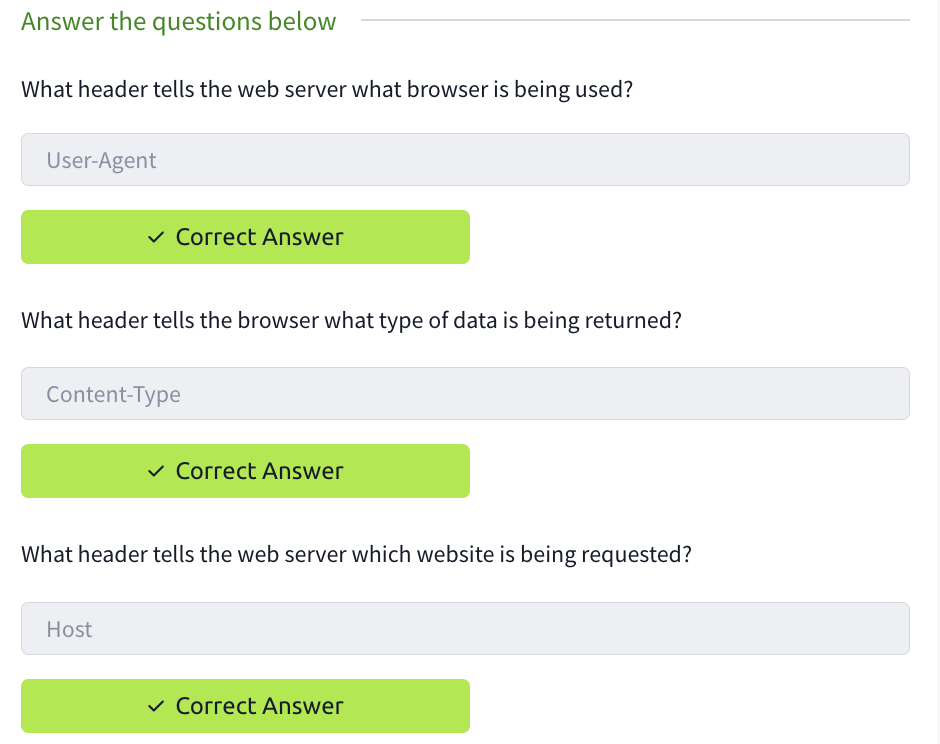 Answer the questions below
What header tells the web server what browser is being used?
User-Agent
✓ Correct Answer
What header tells the browser what type of data is being returned?
Content-Type
✓ Correct Answer
What header tells the web server which website is being requested?
Host
✓ Correct Answer